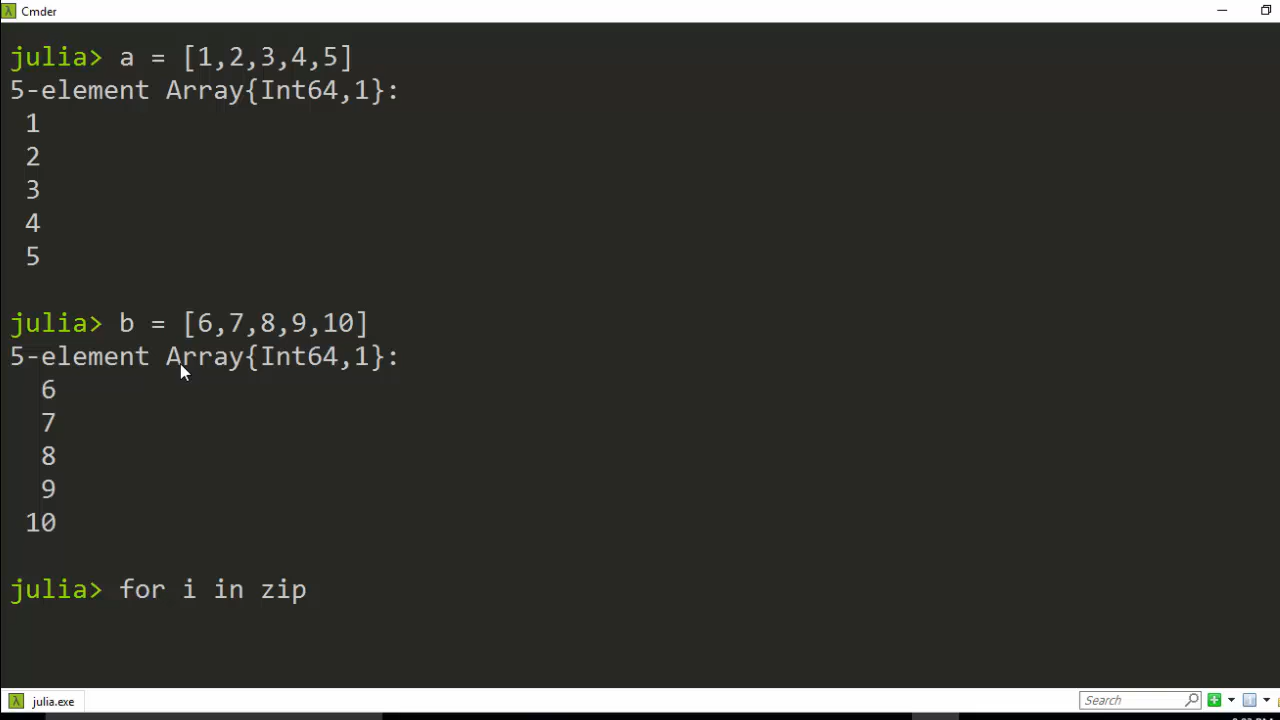 Cmder
julia> a = [1,2,3,4,5]
5-element Array{Int64,1}:
1
2
3
4
5
julia> b = [6,7,8,9,10]
5-element Array{Int64,1}:
6
7
8
9
10
julia> for i in zip
julia.exe
Search